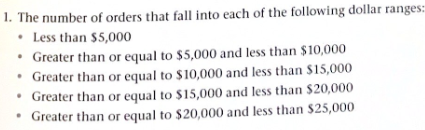 1. The number of orders that fall into each of the following dollar ranges:
• Less than $5,000
• Greater than or equal to $5,000 and less than $10,000
• Greater than or equal to $10,000 and less than $15,000
• Greater than or equal to $15,000 and less than $20,000
• Greater than or equal to $20,000 and less than $25,000